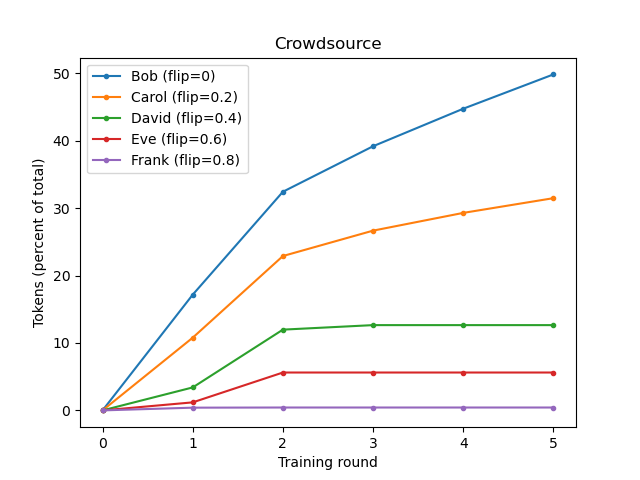 Crowdsource
Bob (flip=0)
Carol (flip=0.2)
David (flip=0.4)
Eve (flip=0.6)
Frank (flip=0.8)
Tokens (percent of total)
50
40
30
20
10
0
0 1 2 3 4 5
Training round